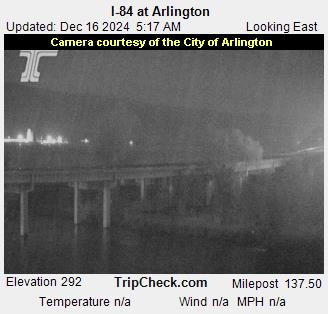 I-84 at Arlington
Updated: Dec 16 2024 5:17 AM Looking East
Camera courtesy of the City of Arlington
Elevation 292 TripCheck.com Milepost 137.50
Temperature n/a Wind n/a MPH n/a